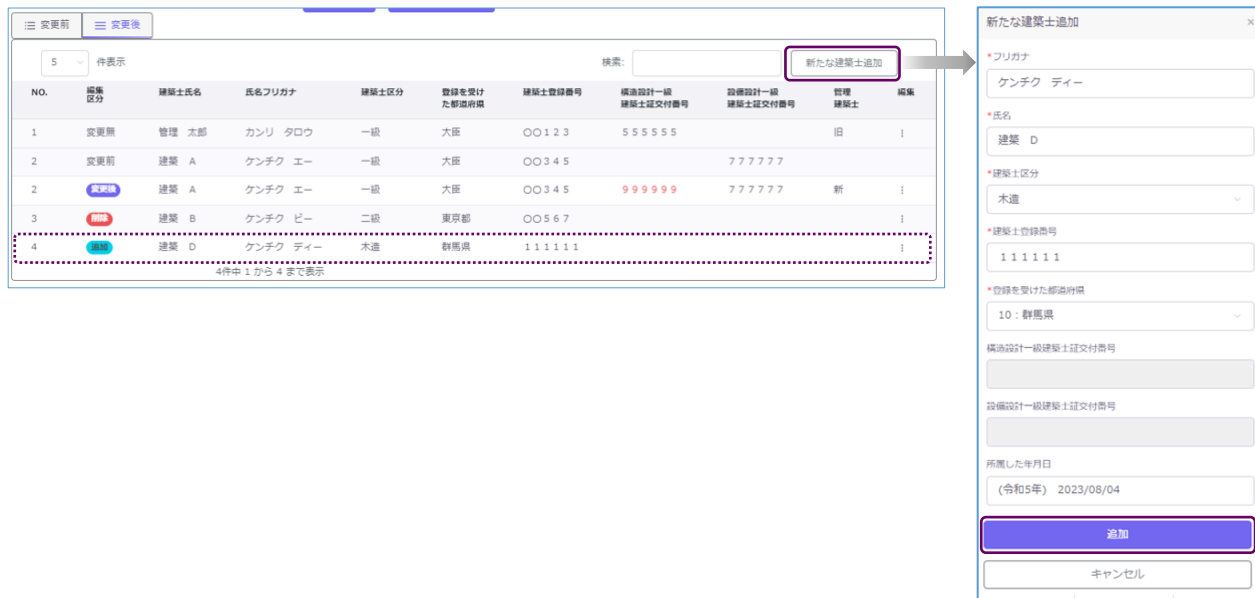 変更前 変更後
5 件表示 検索: 新たな建築士追加
NO. 編集区分 建築士氏名 氏名フリガナ 建築士区分 登録を受けた都道府県 建築士登録番号 構造設計一級建築士証交付番号 設備設計一級建築士証交付番号 管理建築士 編集
1 変更無 管理 太郎 カンリ タロウ 一級 大臣 〇〇123 555555 旧
2 変更前 建築 A ケンチク エー 一級 大臣 〇〇345 777777
2 変更後 建築 A ケンチク エー 一級 大臣 〇〇345 999999 777777 新
3 削除 建築 B ケンチク ビー 二級 東京都 〇〇567
4 追加 建築 D ケンチク ディー 木造 群馬県 111111
4件中 1 から 4 まで表示
新たな建築士追加 ×
*フリガナ
ケンチク ディー
*氏名
建築 D
*建築士区分
木造
*建築士登録番号
111111
*登録を受けた都道府県
10:群馬県
構造設計一級建築士証交付番号
設備設計一級建築士証交付番号
所属した年月日
(令和5年) 2023/08/04
追加
キャンセル